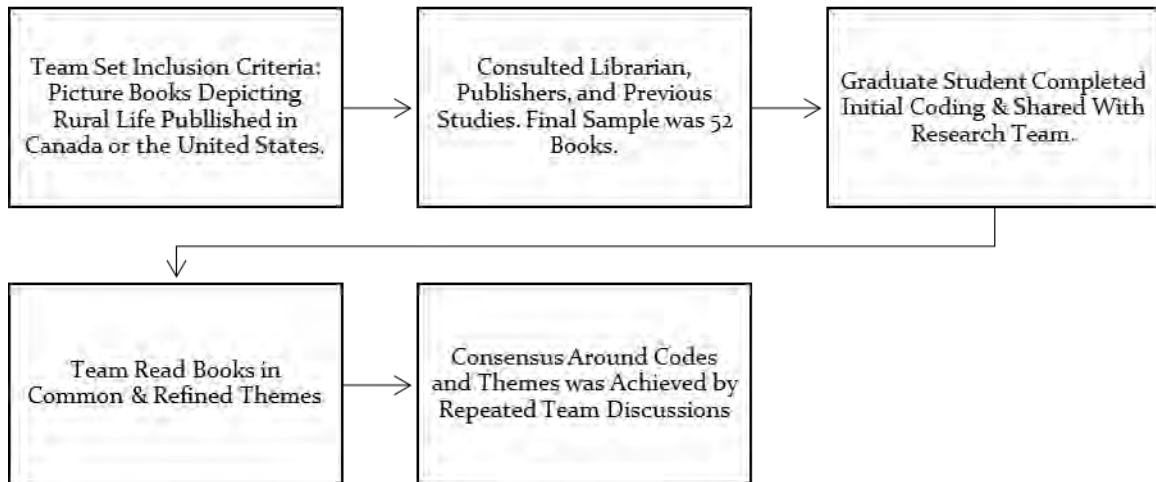 Team Set Inclusion Criteria:
Picture Books Depicting
Rural Life Publlished in
Canada or the United States.
Consulted Librarian,
Publishers, and Previous
Studies. Final Sample was 52
Books.
Graduate Student Completed
Initial Coding & Shared With
Research Team.
Team Read Books in
Common & Refined Themes
Consensus Around Codes
and Themes was Achieved by
Repeated Team Discussions